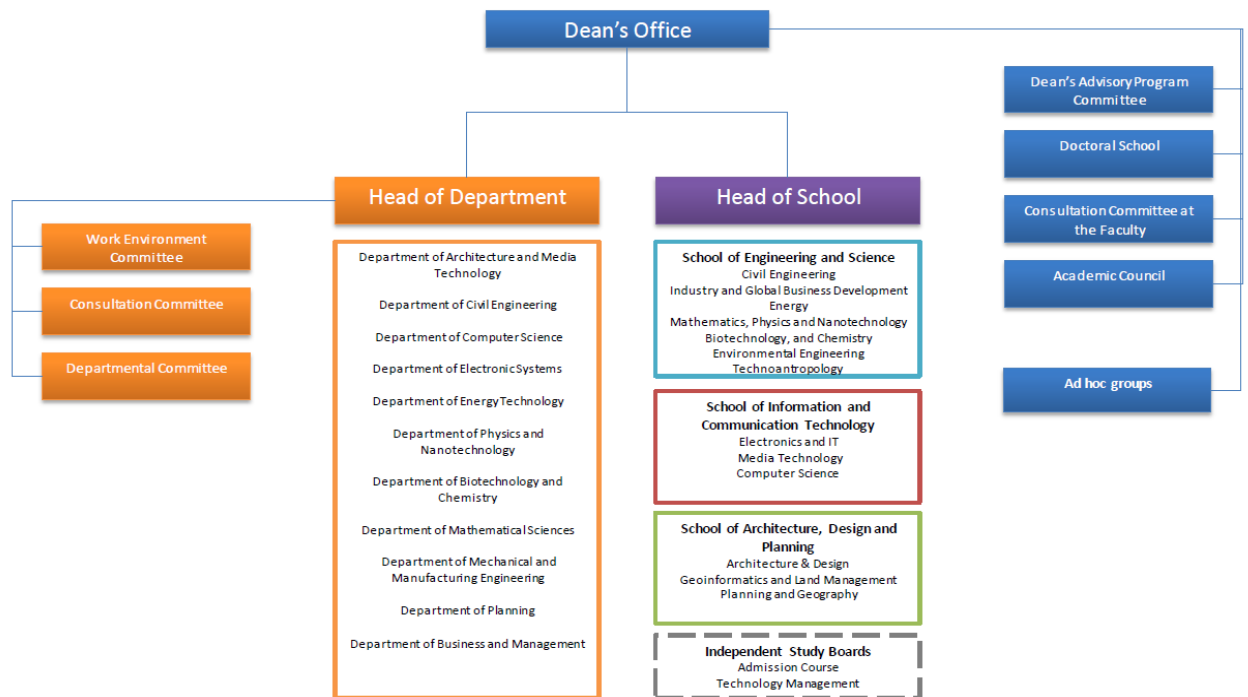 Dean's Office
Dean's Advisory Program
Committee
Doctoral School
Consultation Committee at
the Faculty
Academic Council
Ad hoc groups
Head of Department
Head of School
Work Environment
Committee
Consultation Committee
Departmental Committee
Department of Architecture and Media
Technology
Department of Civil Engineering
Department of Computer Science
Department of Electronic Systems
Department of Energy Technology
Department of Physics and
Nanotechnology
Department of Biotechnology and
Chemistry
Department of Mathematical Sciences
Department of Mechanical and
Manufacturing Engineering
Department of Planning
Department of Business and Management
School of Engineering and Science
Civil Engineering
Industry and Global Business Development
Energy
Mathematics, Physics and Nanotechnology
Biotechnology, and Chemistry
Environmental Engineering
Technoantropology
School of Information and
Communication Technology
Electronics and IT
Media Technology
Computer Science
School of Architecture, Design and
Planning
Architecture & Design
Geoinformatics and Land Management
Planning and Geography
Independent Study Boards
Admission Course
Technology Management